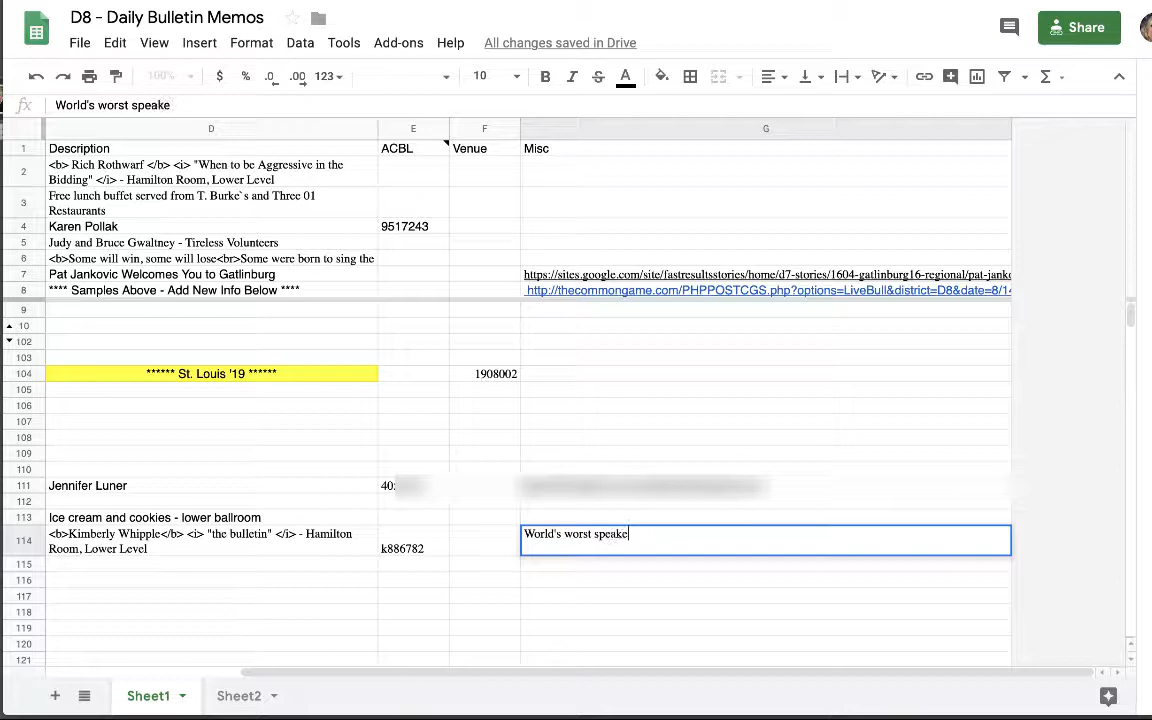 D8 - Daily Bulletin Memos
Share
File Edit View Insert Format Data Tools Add-ons Help All changes saved in Drive
100% $ % .0 .00 123 10 B I S A Σ
fx World's worst speake
D E F G
1 Description ACBL Venue Misc
2 <b> Rich Rothwarf </b> <i> "When to be Aggressive in the
Bidding" </i> - Hamilton Room, Lower Level
3 Free lunch buffet served from T. Burke`s and Three 01
Restaurants
4 Karen Pollak 9517243
5 Judy and Bruce Gwaltney - Tireless Volunteers
6 <b>Some will win, some will lose<br>Some were born to sing the
7 Pat Jankovic Welcomes You to Gatlinburg https://sites.google.com/site/fastresultsstories/home/d7-stories/1604-gatlinburg16-regional/pat-janko
8 **** Samples Above - Add New Info Below **** http://thecommongame.com/PHPPOSTCGS.php?options=LiveBull&district=D8&date=8/14
9
10
102
103
104 ****** St. Louis '19 ****** 1908002
105
106
107
108
109
110
111 Jennifer Luner 40
112
113 Ice cream and cookies - lower ballroom
114 <b>Kimberly Whipple</b> <i> "the bulletin" </i> - Hamilton
Room, Lower Level k886782 World's worst speake
115
116
117
118
119
120
121
+ Sheet1 Sheet2